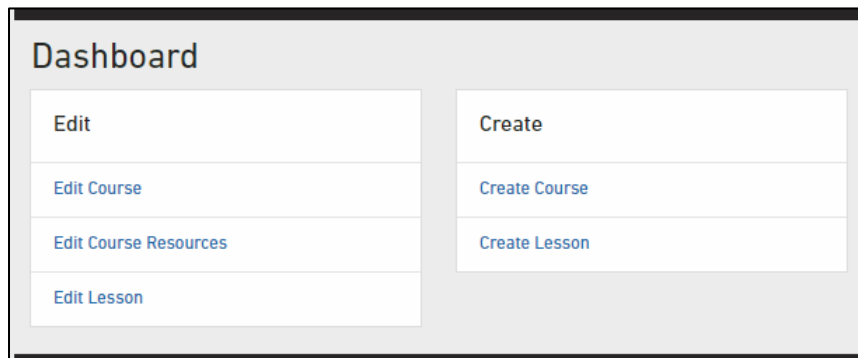 Dashboard
Edit
Edit Course
Edit Course Resources
Edit Lesson
Create
Create Course
Create Lesson